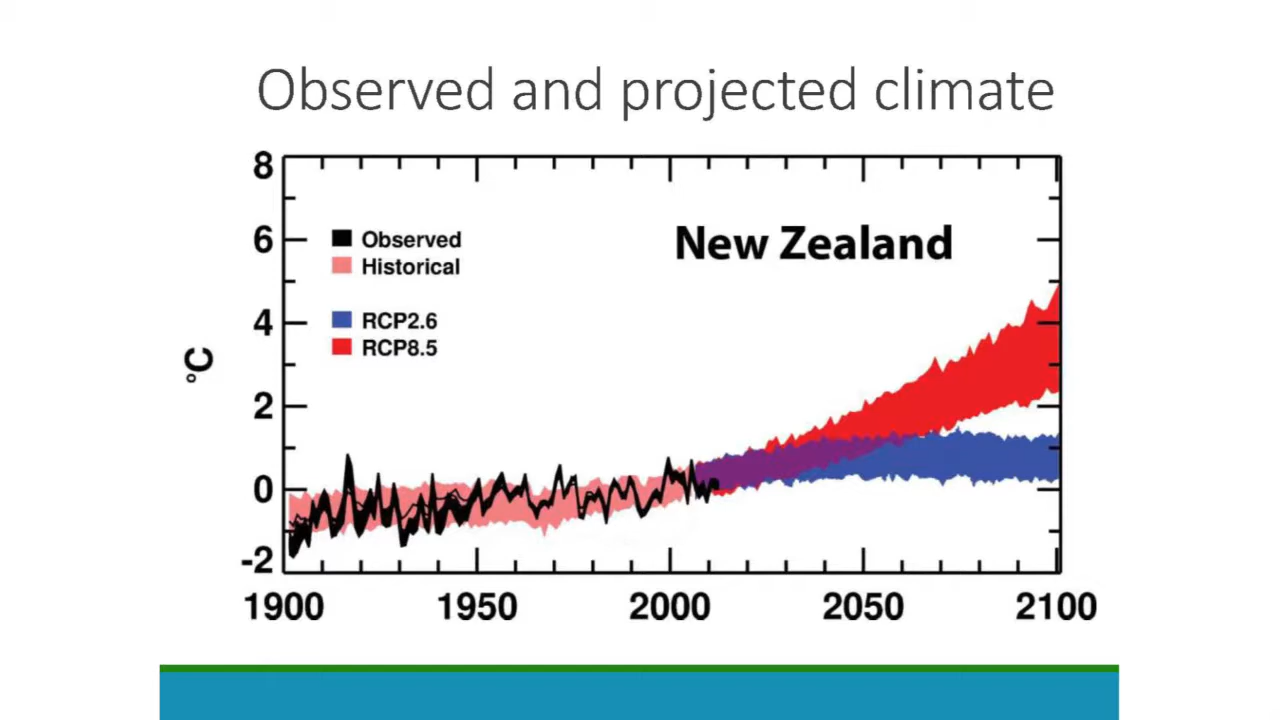 Observed and projected climate
8
6
4
2
0
-2
°C
Observed
Historical
RCP2.6
RCP8.5
New Zealand
1900 1950 2000 2050 2100